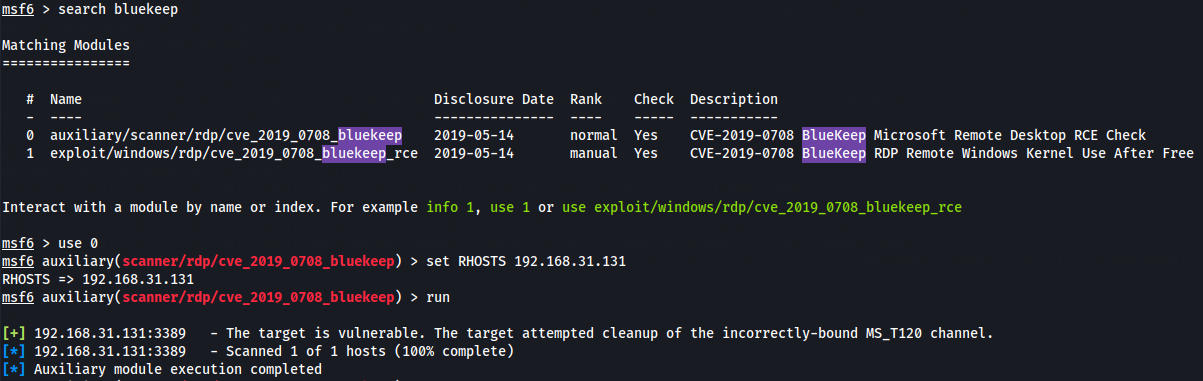 msf6 > search bluekeep
Matching Modules
================
# Name Disclosure Date Rank Check Description
- ---- --------------- ---- ----- -----------
0 auxiliary/scanner/rdp/cve_2019_0708_bluekeep 2019-05-14 normal Yes CVE-2019-0708 BlueKeep Microsoft Remote Desktop RCE Check
1 exploit/windows/rdp/cve_2019_0708_bluekeep_rce 2019-05-14 manual Yes CVE-2019-0708 BlueKeep RDP Remote Windows Kernel Use After Free
Interact with a module by name or index. For example info 1, use 1 or use exploit/windows/rdp/cve_2019_0708_bluekeep_rce
msf6 > use 0
msf6 auxiliary(scanner/rdp/cve_2019_0708_bluekeep) > set RHOSTS 192.168.31.131
RHOSTS => 192.168.31.131
msf6 auxiliary(scanner/rdp/cve_2019_0708_bluekeep) > run
[+] 192.168.31.131:3389 - The target is vulnerable. The target attempted cleanup of the incorrectly-bound MS_T120 channel.
[*] 192.168.31.131:3389 - Scanned 1 of 1 hosts (100% complete)
[*] Auxiliary module execution completed